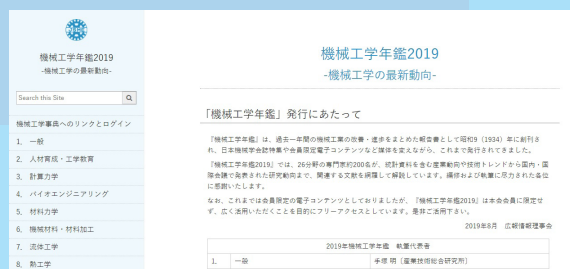 機械工学年鑑2019
-機械工学の最新動向-
Search this Site
機械工学事典へのリンクとログイン
1. 一般
2. 人材育成・工学教育
3. 計算力学
4. バイオエンジニアリング
5. 材料力学
6. 機械材料・材料加工
7. 流体工学
8. 熱工学
機械工学年鑑2019
-機械工学の最新動向-
「機械工学年鑑」発行にあたって
『機械工学年鑑』は、過去一年間の機械工業の改善・進歩をまとめた報告書として昭和9（1934）年に創刊さ
れ、日本機械学会誌特集や会員限定電子コンテンツなど媒体を変えながら、これまで発行されてきました。
『機械工学年鑑2019』では、26分野の専門家約200名が、統計資料を含む産業動向や技術トレンドから国内・国
際会議で発表された研究動向まで、関連する文献を網羅して解説しています。編修および執筆に尽力された各位
に感謝いたします。
なお、これまでは会員限定の電子コンテンツとしておりましたが、『機械工学年鑑2019』は本会会員に限定せ
ず、広く活用いただくことを目的にフリーアクセスとしています。是非ご活用下さい。
2019年8月 広報情報理事会
2019年機械工学年鑑 執筆代表者
1. 一般 手塚 明〔産業技術総合研究所〕